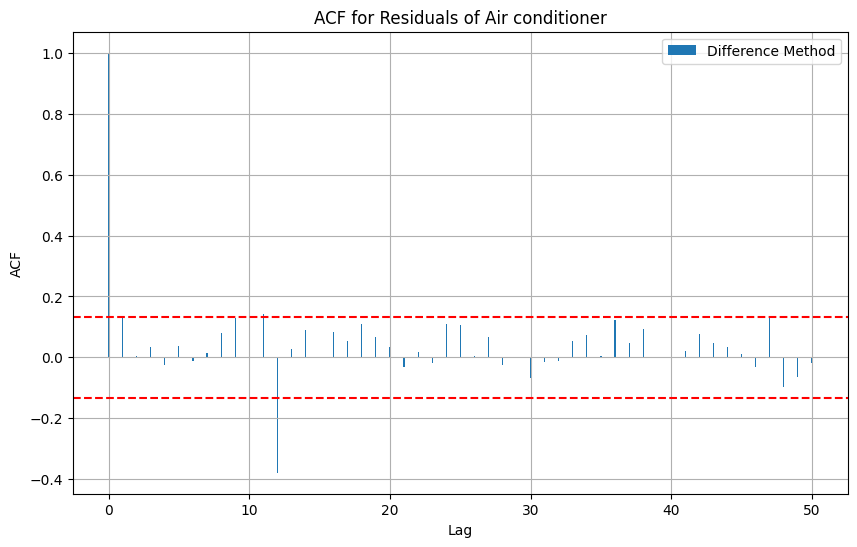 ACF for Residuals of Air conditioner
Difference Method
1.0
0.8
0.6
0.4
0.2
0.0
−0.2
−0.4
ACF
0 10 20 30 40 50
Lag